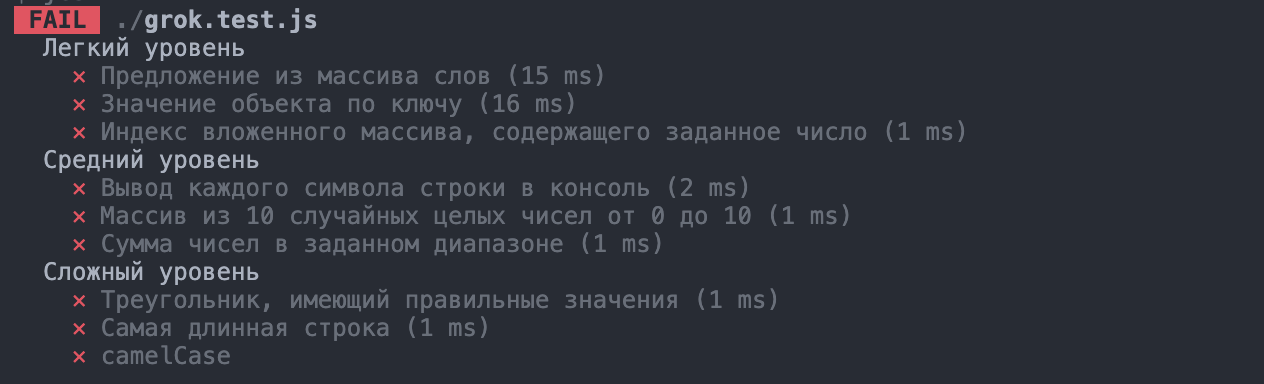 FAIL ./grok.test.js
Легкий уровень
× Предложение из массива слов (15 ms)
× Значение объекта по ключу (16 ms)
× Индекс вложенного массива, содержащего заданное число (1 ms)
Средний уровень
× Вывод каждого символа строки в консоль (2 ms)
× Массив из 10 случайных целых чисел от 0 до 10 (1 ms)
× Сумма чисел в заданном диапазоне (1 ms)
Сложный уровень
× Треугольник, имеющий правильные значения (1 ms)
× Самая длинная строка (1 ms)
× camelCase